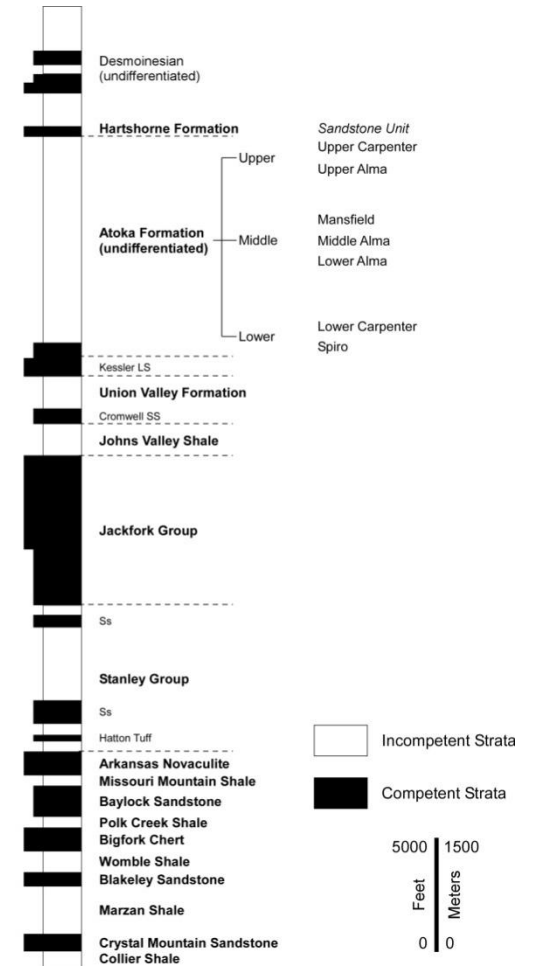 Desmoinesian
(undifferentiated)
Hartshorne Formation
Sandstone Unit
Upper Carpenter
Upper
Upper Alma
Mansfield
Atoka Formation
(undifferentiated)
Middle
Middle Alma
Lower Alma
Lower Carpenter
Lower
Spiro
Kessler LS
Union Valley Formation
Cromwell SS
Johns Valley Shale
Jackfork Group
Ss
Stanley Group
Ss
Hatton Tuff
Incompetent Strata
Arkansas Novaculite
Missouri Mountain Shale
Competent Strata
Baylock Sandstone
Polk Creek Shale
Bigfork Chert
5000 1500
Womble Shale
Blakeley Sandstone
Feet
Meters
Marzan Shale
0 0
Crystal Mountain Sandstone
Collier Shale